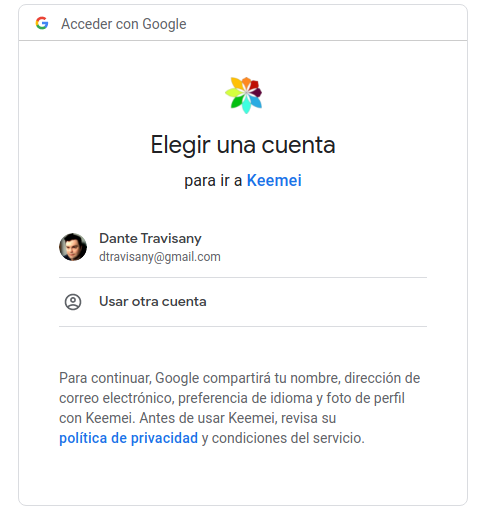 Acceder con Google
Elegir una cuenta
para ir a Keemei
Dante Travisany
dtravisany@gmail.com
Usar otra cuenta
Para continuar, Google compartirá tu nombre, dirección de
correo electrónico, preferencia de idioma y foto de perfil
con Keemei. Antes de usar Keemei, revisa su
política de privacidad y condiciones del servicio.